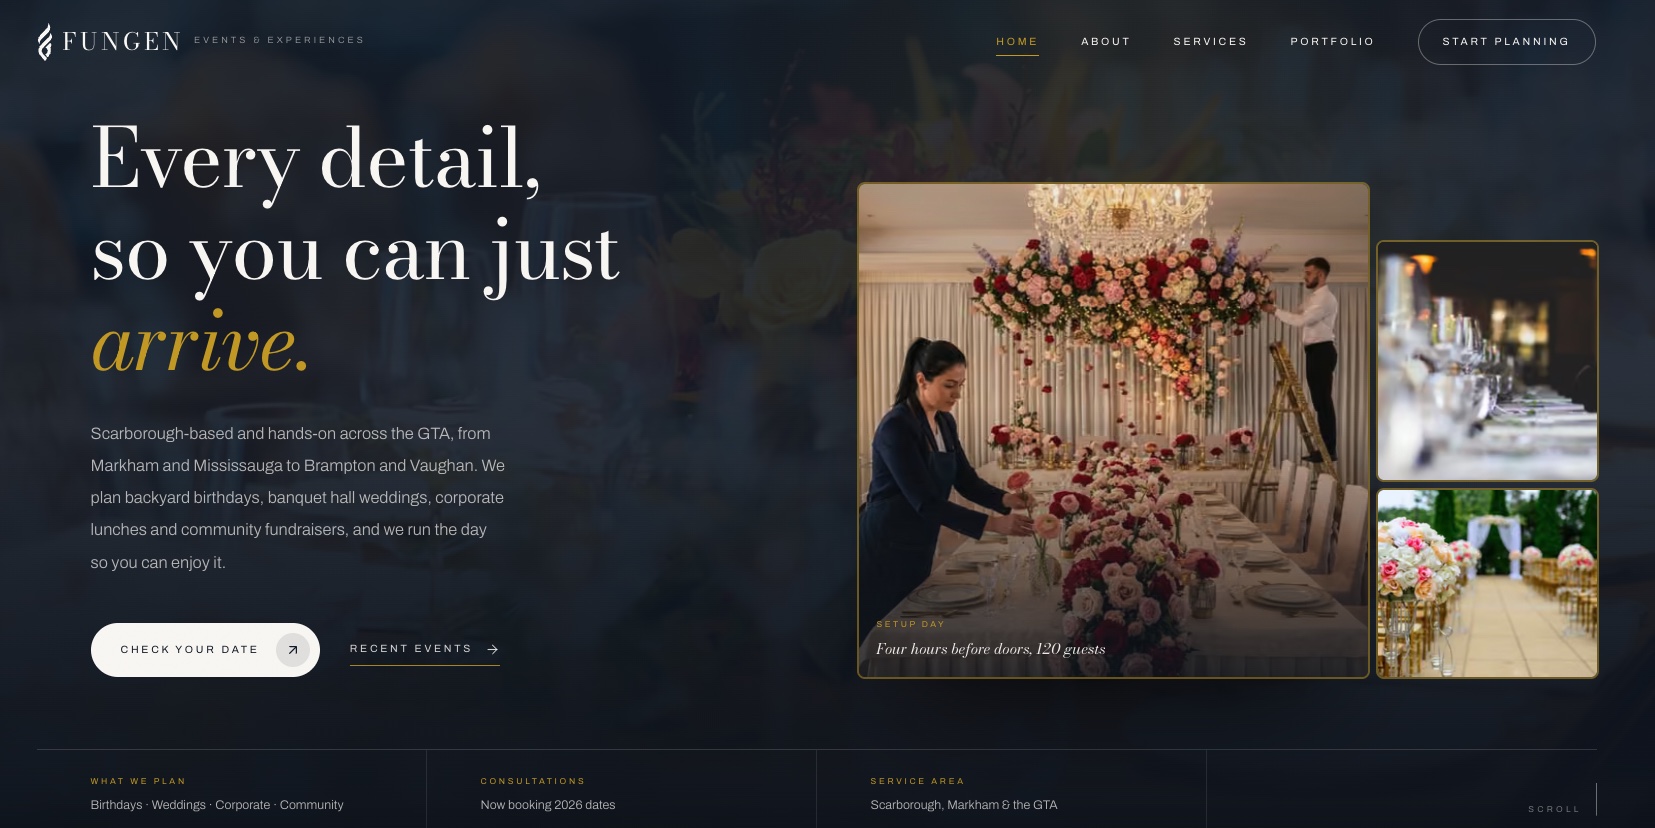 FUNGEN EVENTS & EXPERIENCES
HOME ABOUT SERVICES PORTFOLIO START PLANNING
Every detail,
so you can just
arrive.
Scarborough-based and hands-on across the GTA, from
Markham and Mississauga to Brampton and Vaughan. We
plan backyard birthdays, banquet hall weddings, corporate
lunches and community fundraisers, and we run the day
so you can enjoy it.
CHECK YOUR DATE
RECENT EVENTS
SETUP DAY
Four hours before doors, 120 guests
WHAT WE PLAN
Birthdays · Weddings · Corporate · Community
CONSULTATIONS
Now booking 2026 dates
SERVICE AREA
Scarborough, Markham & the GTA
SCROLL